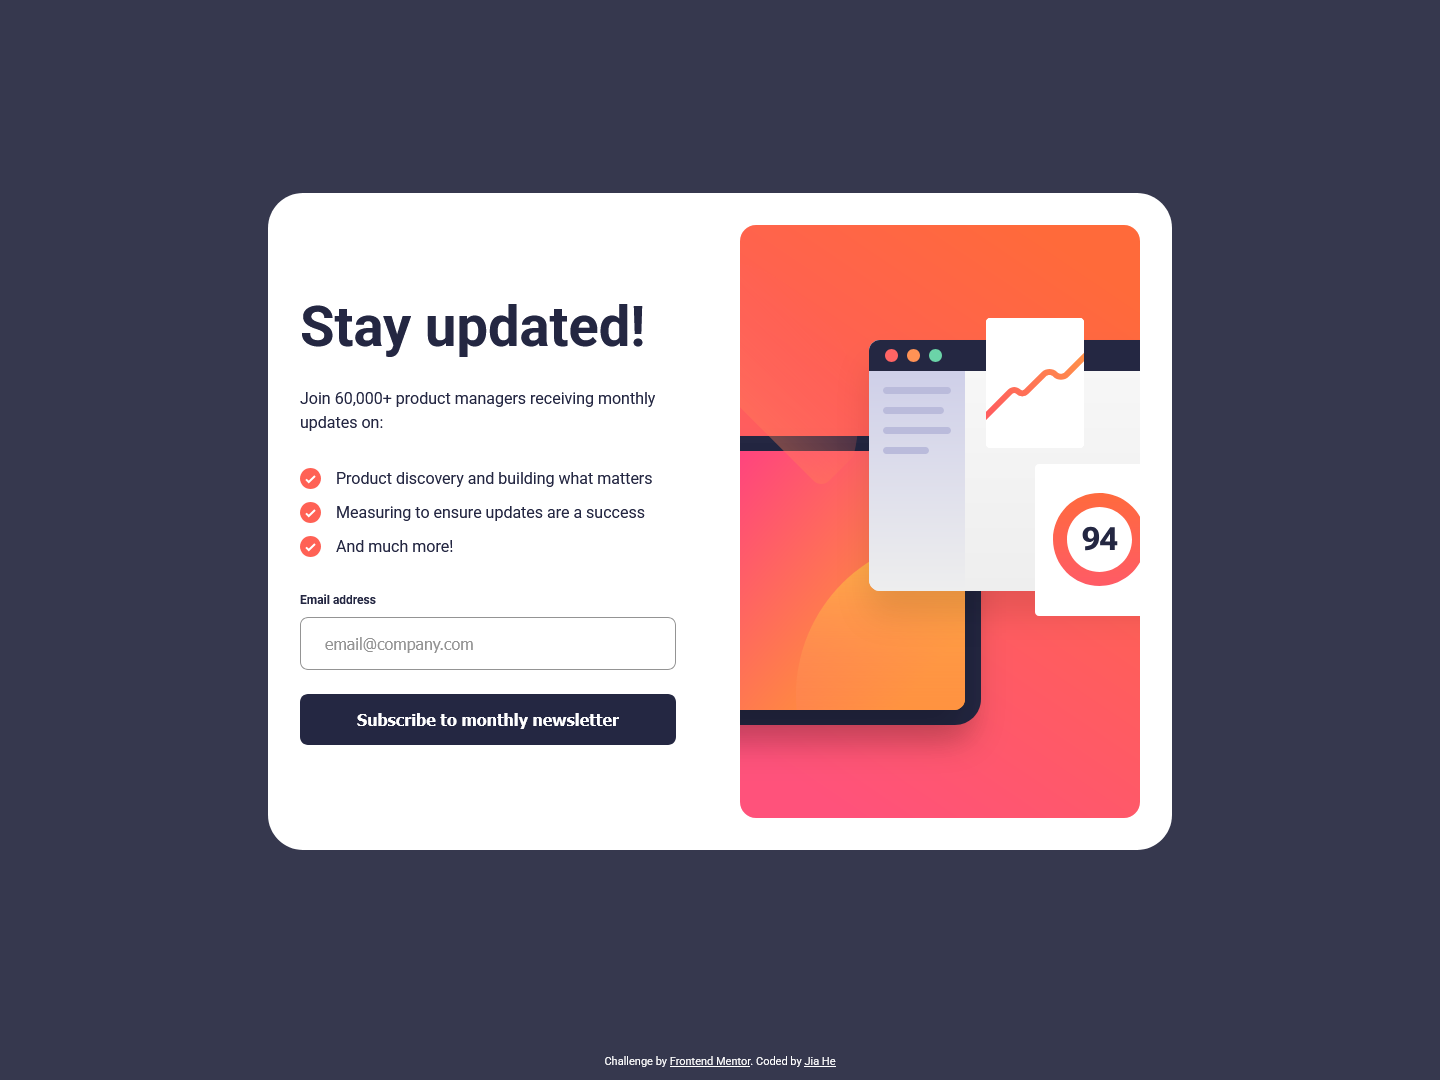 Stay updated!
Join 60,000+ product managers receiving monthly
updates on:
Product discovery and building what matters
Measuring to ensure updates are a success
And much more!
Email address
email@company.com
Subscribe to monthly newsletter
94
Challenge by Frontend Mentor. Coded by Jia He